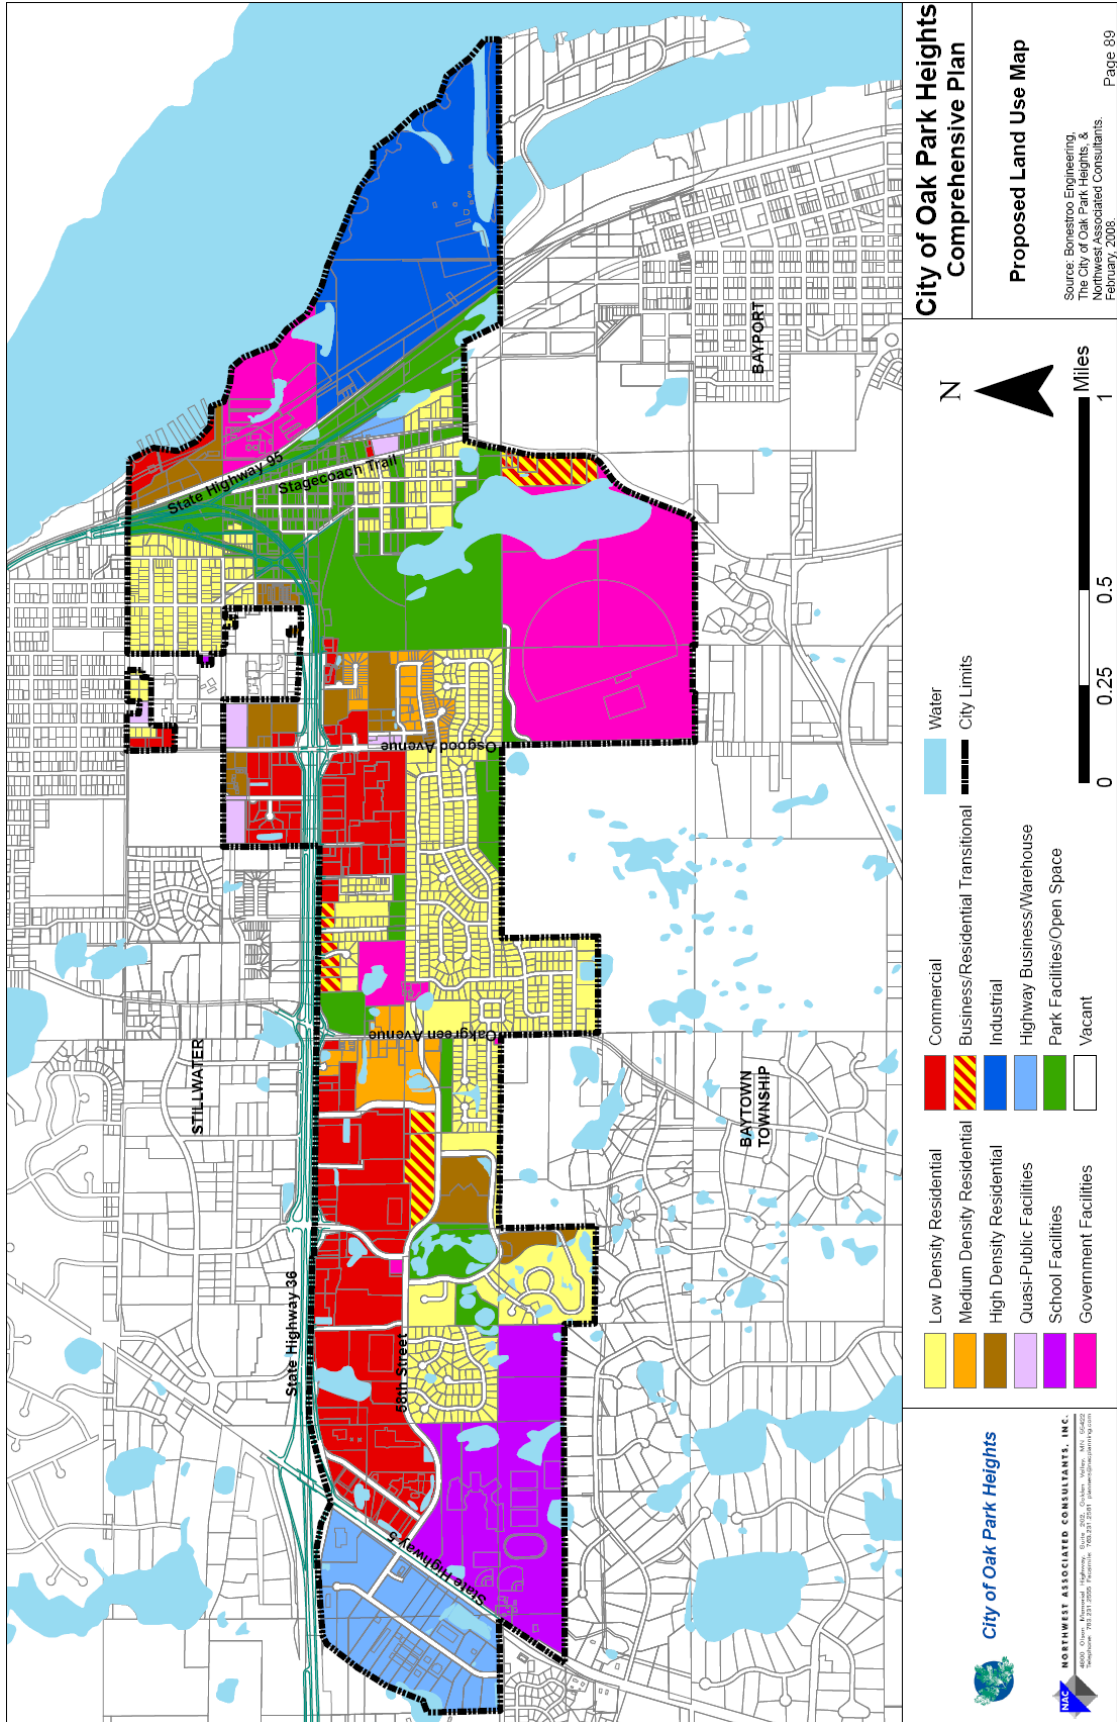 City of Oak Park Heights
Comprehensive Plan
Proposed Land Use Map
Source: Bonestroo Engineering,
The City of Oak Park Heights, &
Northwest Associated Consultants.
February, 2008.
Page 89
STILLWATER
State Highway 36
State Highway 95
Stagecoach Trail
Osgood Avenue
Oakgreen Avenue
58th Street
State Highway 5
BAYPORT
BAYTOWN
TOWNSHIP
Low Density Residential
Medium Density Residential
High Density Residential
Quasi-Public Facilities
School Facilities
Government Facilities
Commercial
Business/Residential Transitional
Industrial
Highway Business/Warehouse
Park Facilities/Open Space
Vacant
Water
City Limits
N
0 0.25 0.5 1
Miles
City of Oak Park Heights
NAC
NORTHWEST ASSOCIATED CONSULTANTS, INC.